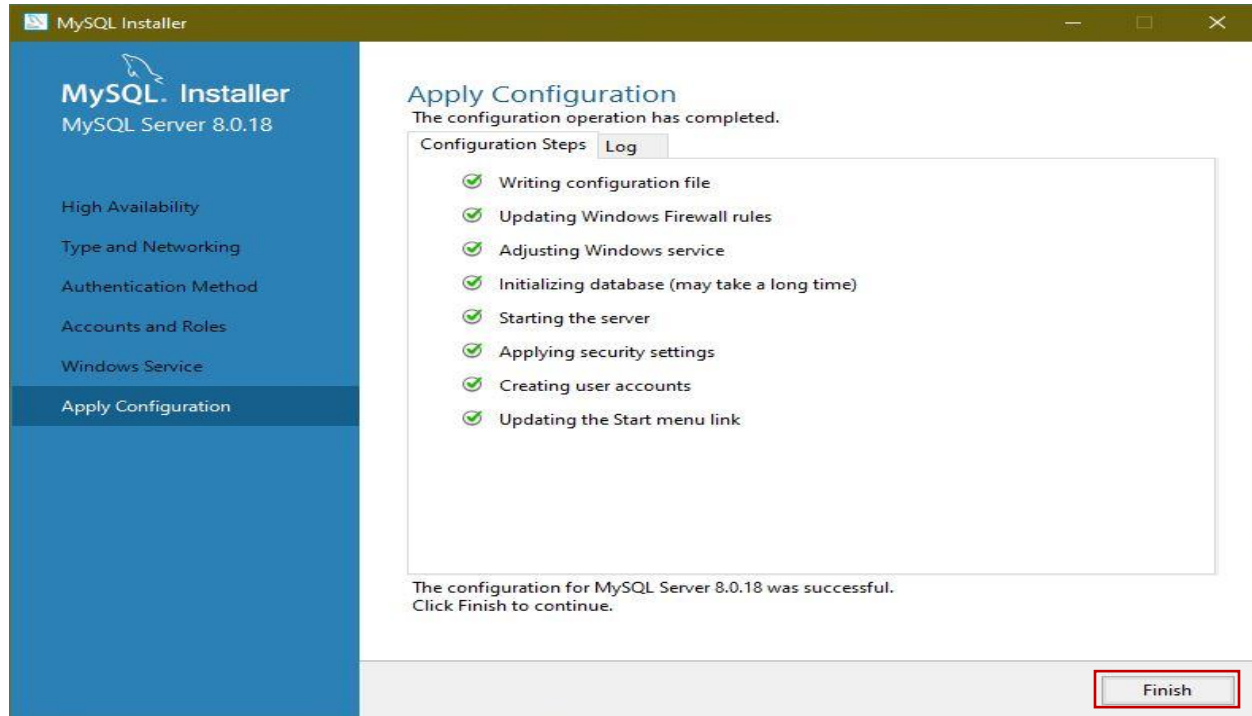 MySQL Installer
MySQL. Installer
MySQL Server 8.0.18
High Availability
Type and Networking
Authentication Method
Accounts and Roles
Windows Service
Apply Configuration
Apply Configuration
The configuration operation has completed.
Configuration Steps Log
Writing configuration file
Updating Windows Firewall rules
Adjusting Windows service
Initializing database (may take a long time)
Starting the server
Applying security settings
Creating user accounts
Updating the Start menu link
The configuration for MySQL Server 8.0.18 was successful.
Click Finish to continue.
Finish